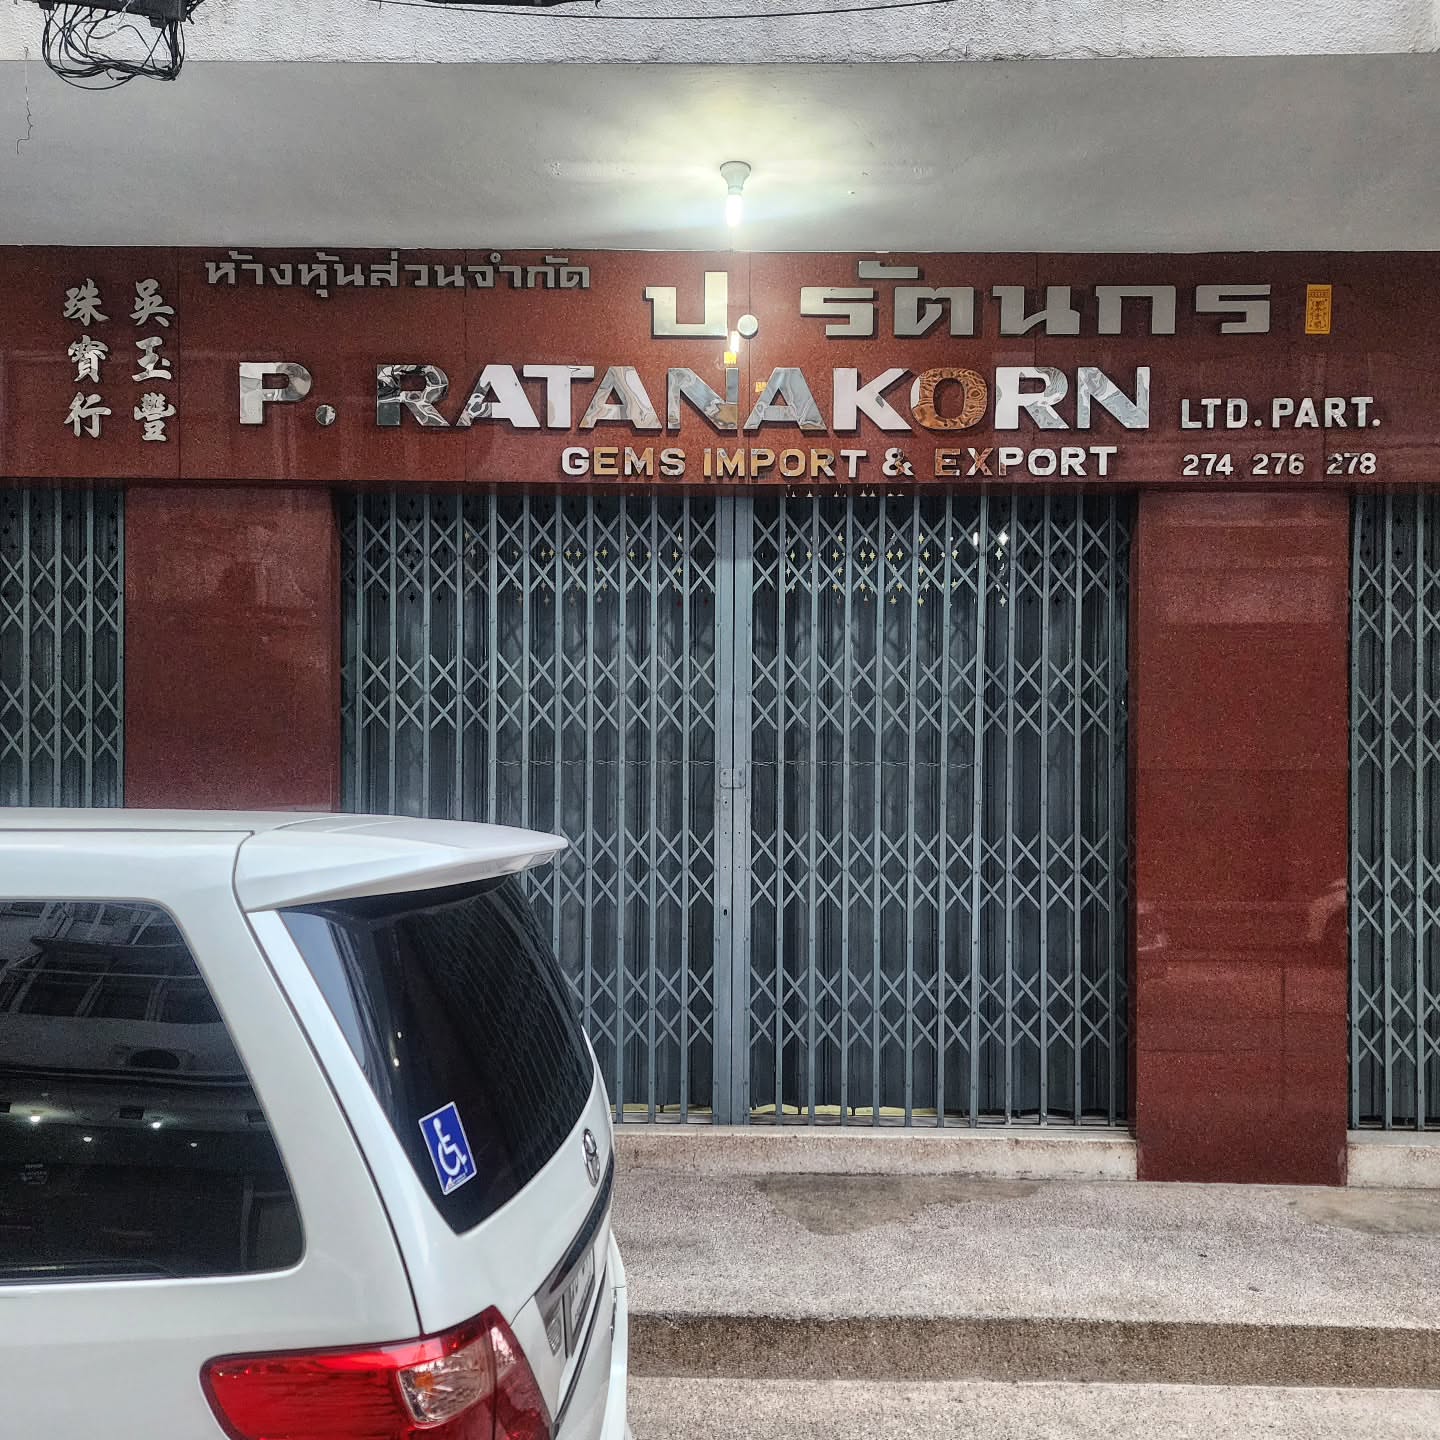 吳玉豐
珠寶行
ห้างหุ้นส่วนจำกัด
ป. รัตนกร
P. RATANAKORN LTD. PART.
GEMS IMPORT & EXPORT 274 276 278